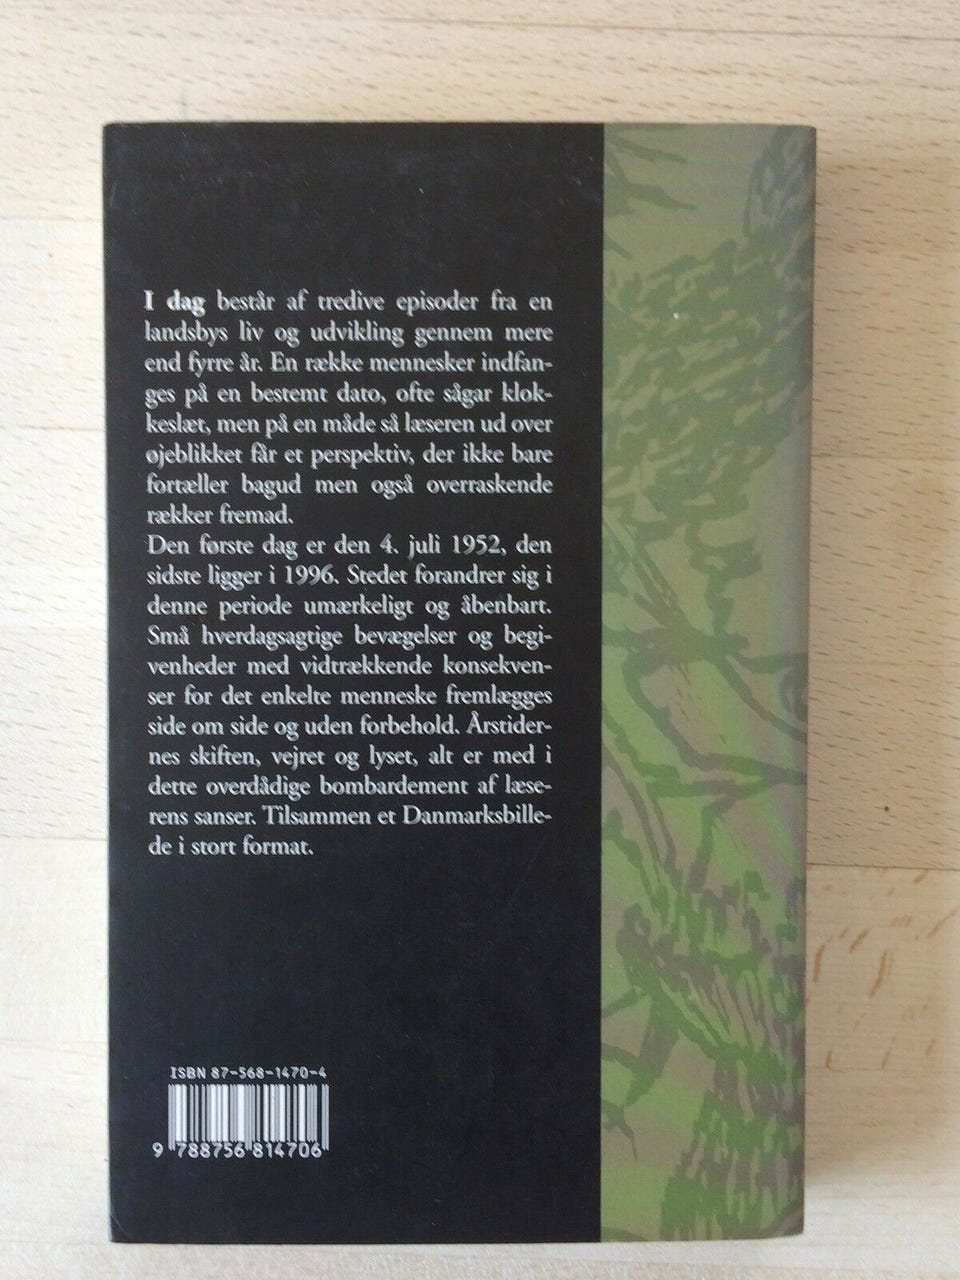 I dag består af tredive episoder fra en
landsbys liv og udvikling gennem mere
end fyrre år. En række mennesker indfan-
ges på en bestemt dato, ofte sågar klok-
keslæt, men på en måde så læseren ud over
øjeblikket får et perspektiv, der ikke bare
fortæller bagud men også overraskende
rækker fremad.
Den første dag er den 4. juli 1952, den
sidste ligger i 1996. Stedet forandrer sig i
denne periode umærkeligt og åbenbart.
Små hverdagsagtige bevægelser og begi-
venheder med vidtrækkende konsekven-
ser for det enkelte menneske fremlægges
side om side og uden forbehold. Årstider-
nes skiften, vejret og lyset, alt er med i
dette overdådige bombardement af læse-
rens sanser. Tilsammen et Danmarksbille-
de i stort format.
ISBN 87-568-1470-4
9 788756 814706